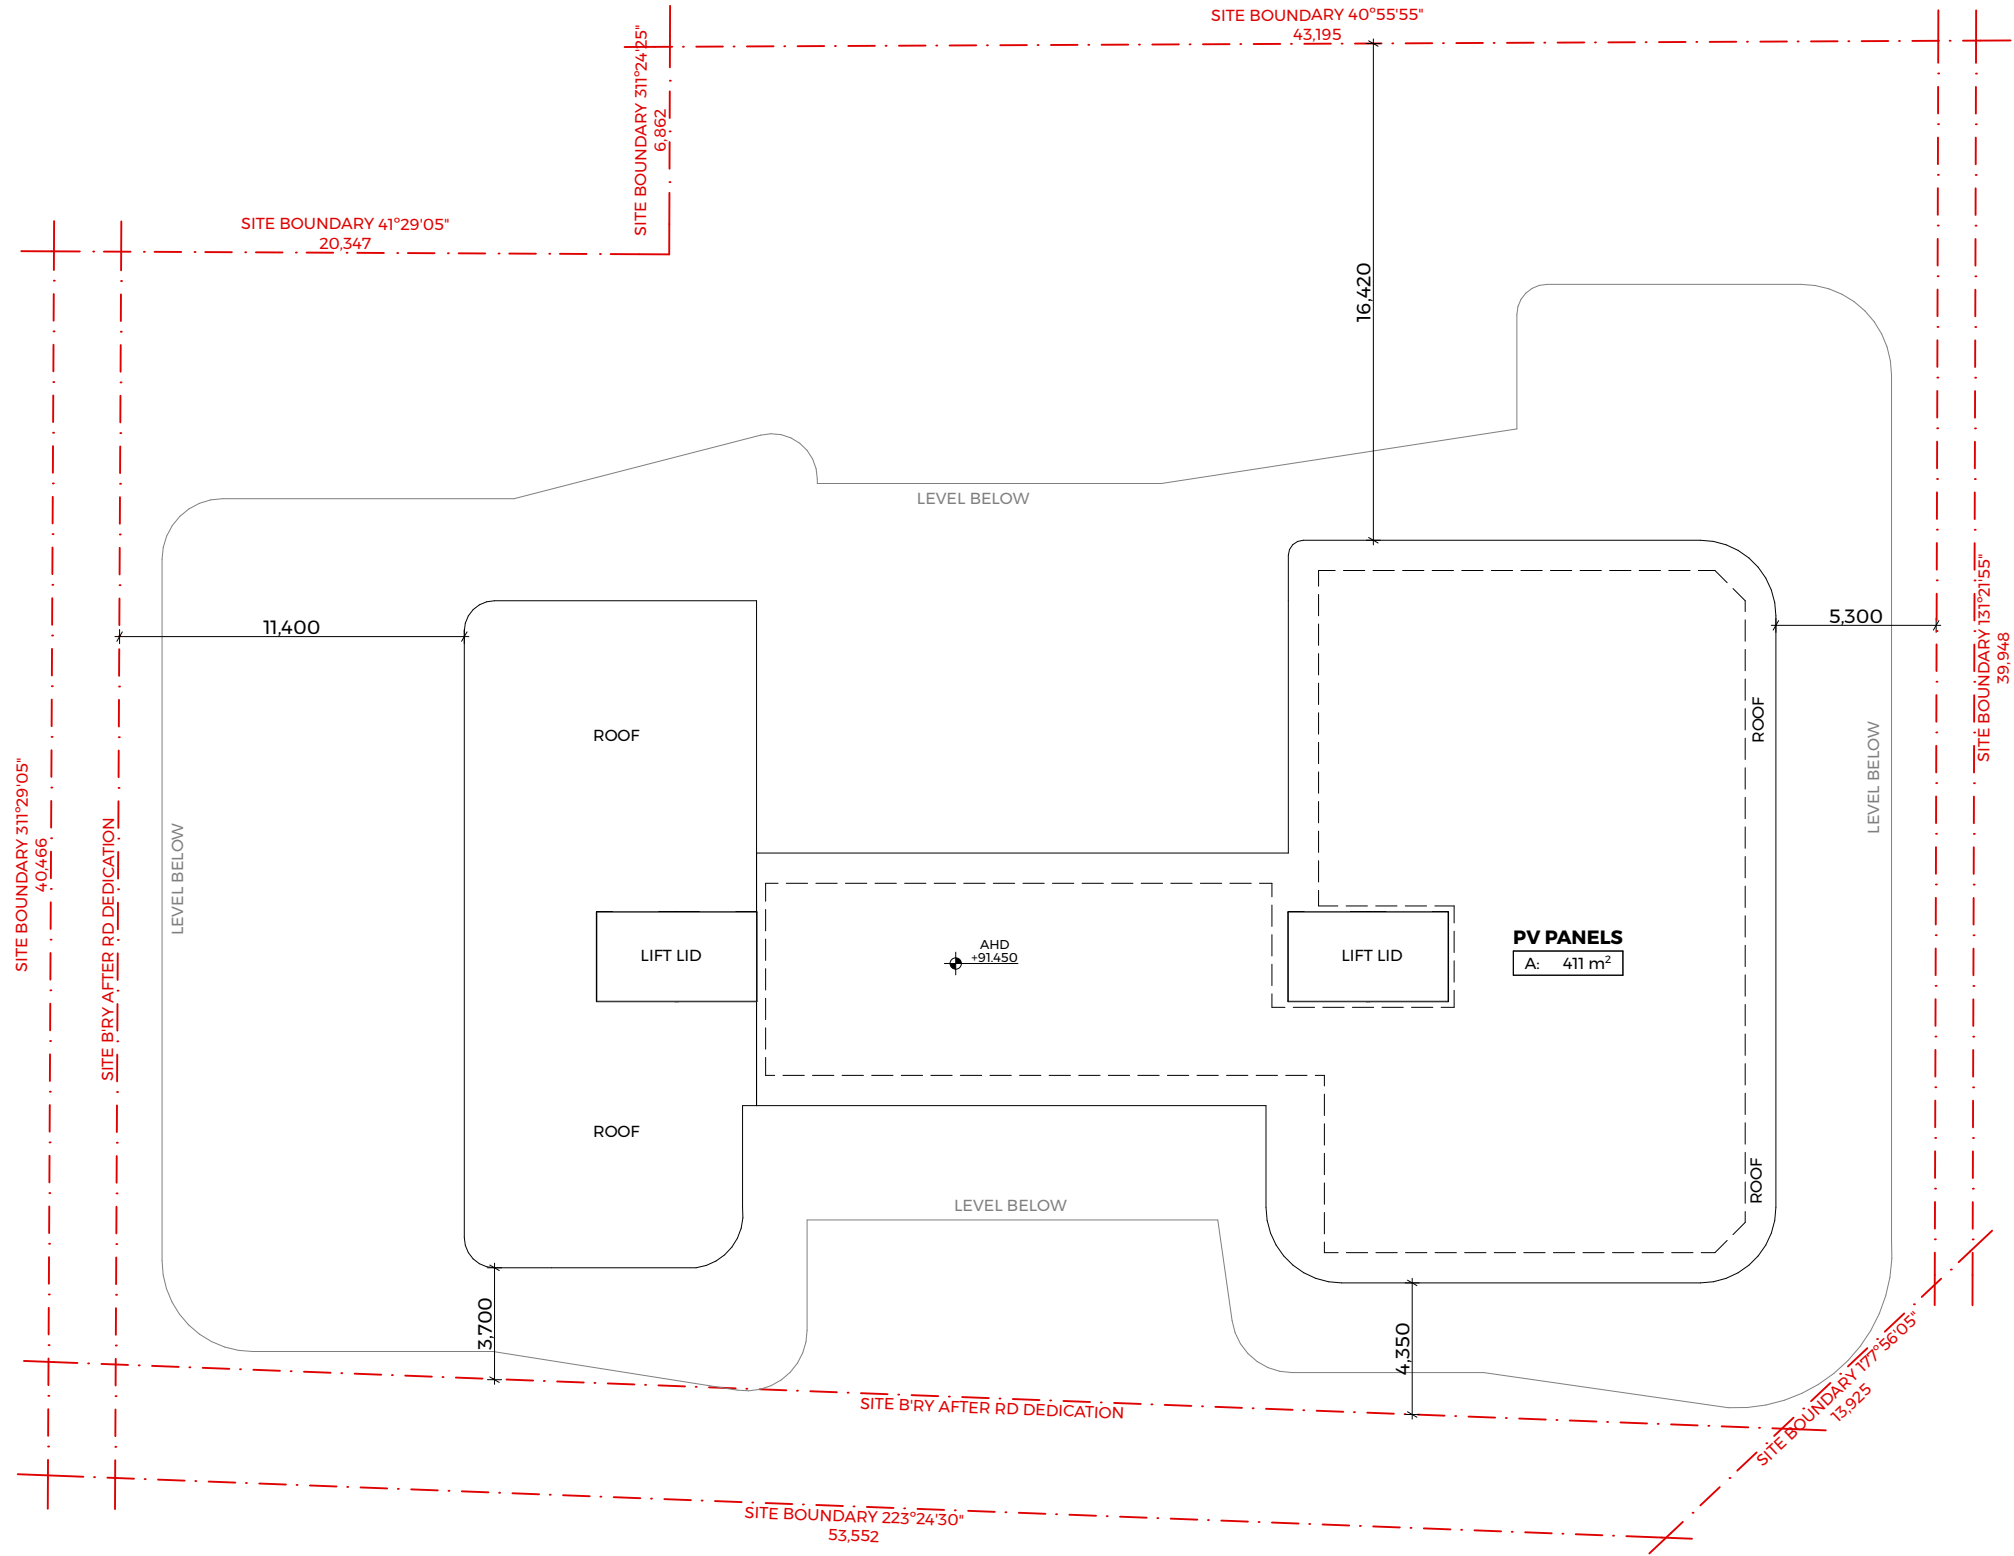 SITE BOUNDARY 40°55'55"
43,195
SITE BOUNDARY 311°24'25"
6,862
SITE BOUNDARY 41°29'05"
20,347
16,420
LEVEL BELOW
11,400
5,300
SITE BOUNDARY 131°21'55"
39,948
ROOF
ROOF
LEVEL BELOW
SITE BOUNDARY 311°29'05"
40,466
SITE B'RY AFTER RD DEDICATION
LEVEL BELOW
LIFT LID
AHD
+91.450
LIFT LID
PV PANELS
A: 411 m²
ROOF
ROOF
LEVEL BELOW
3,700
4,350
SITE B'RY AFTER RD DEDICATION
SITE BOUNDARY 177°56'05"
13,925
SITE BOUNDARY 223°24'30"
53,552